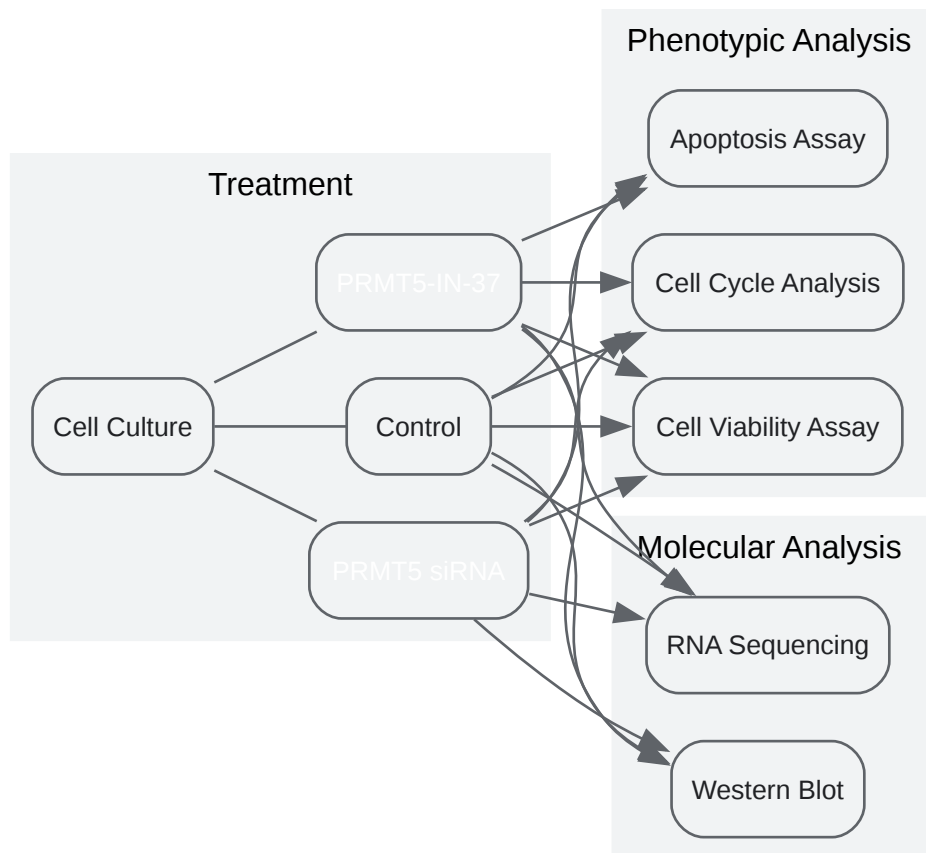 Phenotypic Analysis
Apoptosis Assay
Treatment
PRMT5-IN-37
Cell Cycle Analysis
Cell Culture
Control
Cell Viability Assay
Molecular Analysis
PRMT5 siRNA
RNA Sequencing
Western Blot